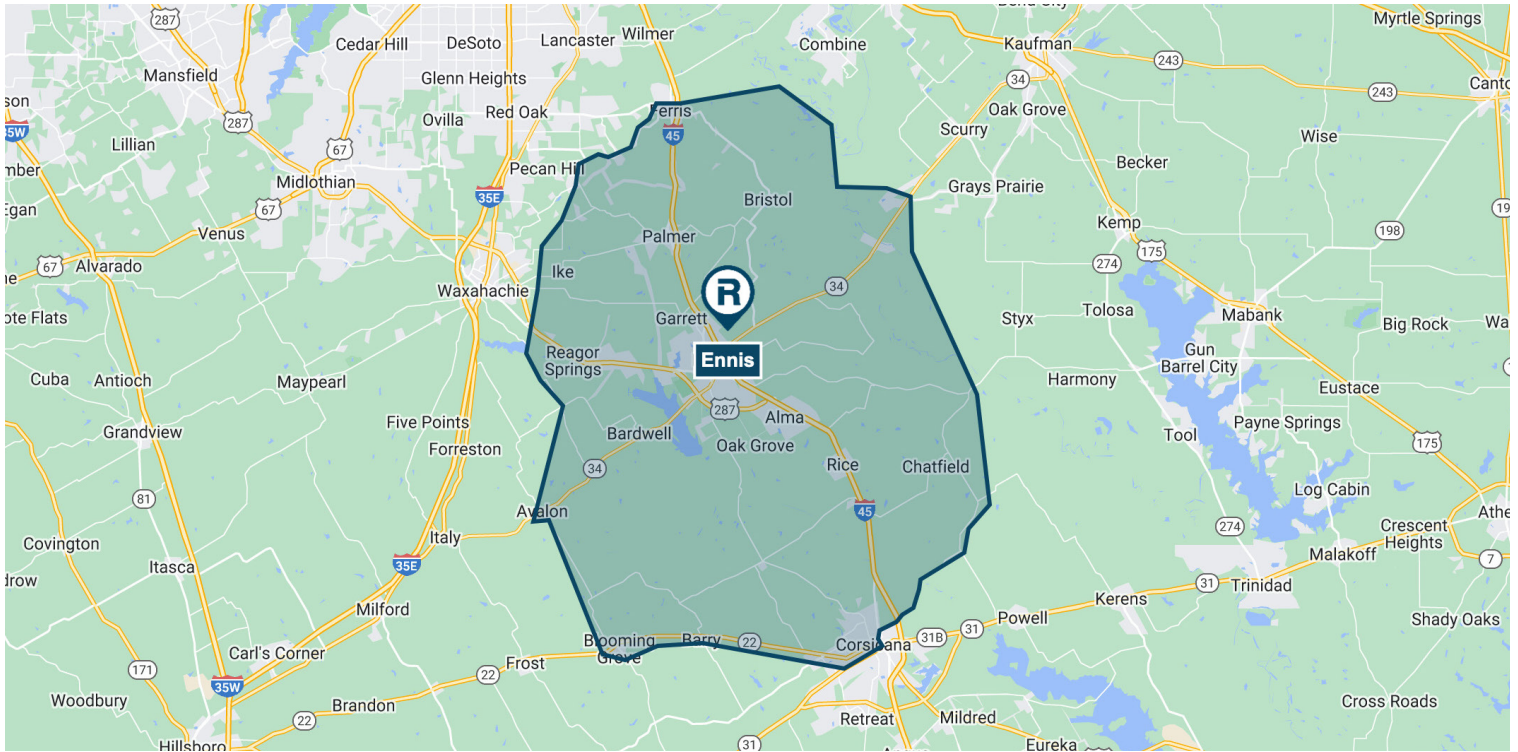 287
Cedar Hill
DeSoto
Lancaster
Wilmer
Combine
Kaufman
Myrtle Springs
Mansfield
Glenn Heights
34
243
243
Oak Grove
35W
287
Ovilla
Red Oak
Ferris
45
Scurry
Wise
Lillian
67
Pecan Hill
Becker
Midlothian
35E
Grays Prairie
67
Bristol
Kemp
Venus
Palmer
198
175
67
Alvarado
Ike
274
Waxahachie
R
34
Tolosa
Garrett
Styx
Mabank
Big Rock
Ennis
Reagor
Springs
Gun
Barrel City
Cuba
Antioch
Maypearl
Harmony
Eustace
287
Alma
Five Points
Payne Springs
Grandview
Bardwell
Oak Grove
Tool
175
Forreston
34
Rice
Chatfield
81
Log Cabin
Avalon
45
274
Italy
Crescent
Heights
Covington
35E
Malakoff
7
Itasca
31
Trinidad
Milford
Kerens
Powell
Shady Oaks
Blooming
Grove
Barry
22
Corsicana
31B
31
Carl's Corner
Frost
171
22
35W
Woodbury
Brandon
Cross Roads
22
Retreat
Mildred
Hillsboro
31
Eureka